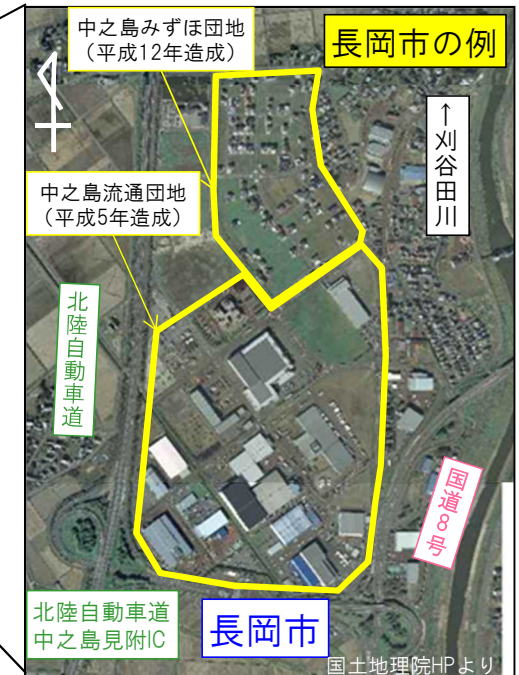 中之島みずほ団地
（平成12年造成）
長岡市の例
↑刈谷田川
中之島流通団地
（平成5年造成）
北陸自動車道
国道８号
北陸自動車道
中之島見附IC
長岡市
国土地理院HPより